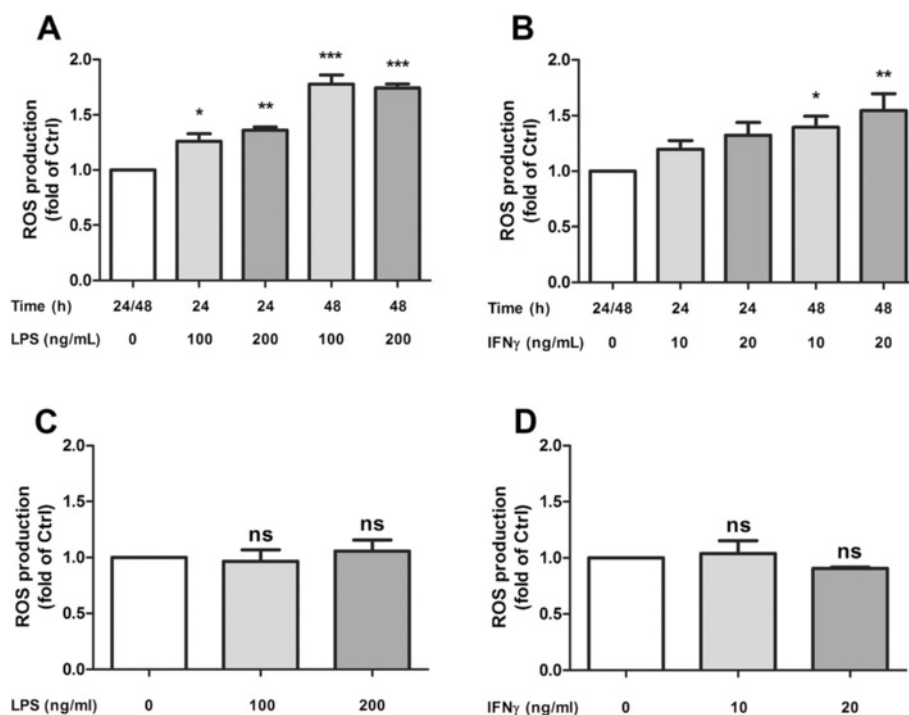 A
ROS production
(fold of Ctrl)
2.0
1.5
1.0
0.5
0.0
*
**
***
***
Time (h) 24/48 24 24 48 48
LPS (ng/mL) 0 100 200 100 200
B
ROS production
(fold of Ctrl)
2.0
1.5
1.0
0.5
0.0
*
**
Time (h) 24/48 24 24 48 48
IFNγ (ng/mL) 0 10 20 10 20
C
ROS production
(fold of Ctrl)
2.0
1.5
1.0
0.5
0.0
ns
ns
LPS (ng/ml) 0 100 200
D
ROS production
(fold of Ctrl)
2.0
1.5
1.0
0.5
0.0
ns
ns
IFNγ (ng/ml) 0 10 20